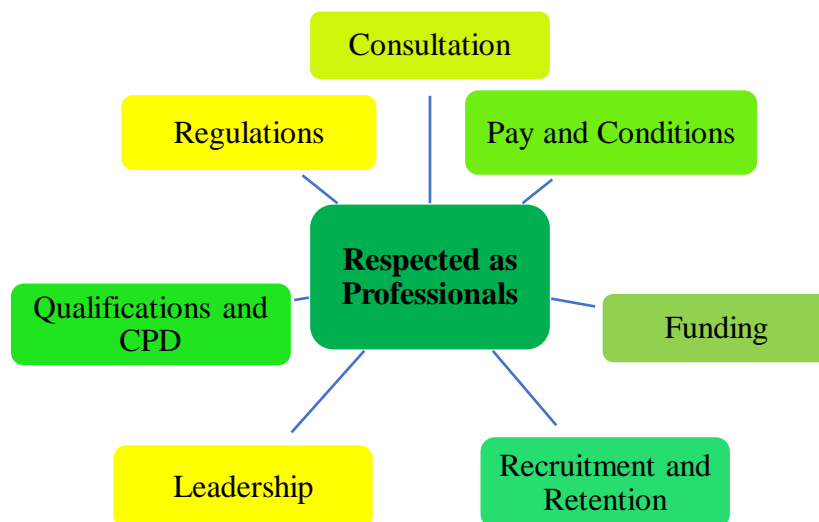 Consultation
Regulations
Pay and Conditions
Respected as
Professionals
Qualifications and
CPD
Funding
Leadership
Recruitment and
Retention